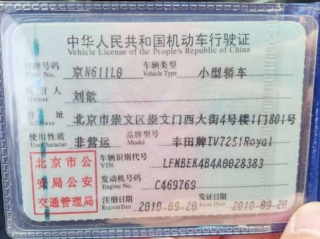 中华人民共和国机动车行驶证
Vehicle License of the People's Republic of China
号牌号码 京N611L0 车辆类型 小型轿车
Plate No. Vehicle Type
所有人 刘歆
Owner
住址 北京市崇文区崇文门西大街4号楼1门801号
Address
使用性质 非营运 品牌型号 丰田牌TV7251Royal
车辆识别代号 LFMBEK4B4A0028383
VIN
北京市公
安局公安
交通管理局
发动机号码 C469769
Engine No.
注册日期 2010-09-20 发证日期 2010-09-20
Register Date Issue Date